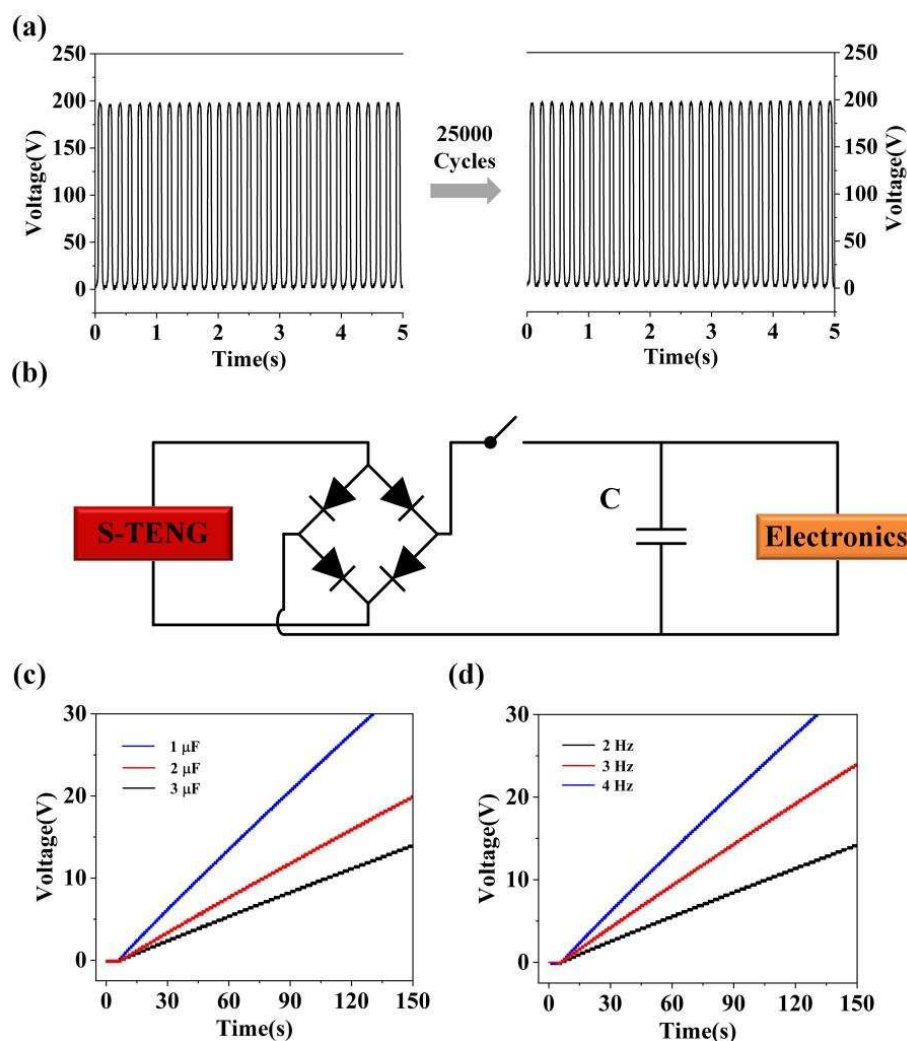 (a)
250
200
150
100
50
0
Voltage(V)
0 1 2 3 4 5
Time(s)
25000
Cycles
250
200
150
100
50
0
Voltage(V)
0 1 2 3 4 5
Time(s)
(b)
S-TENG
C
Electronics
(c)
30
20
10
0
Voltage(V)
1 μF
2 μF
3 μF
0 30 60 90 120 150
Time(s)
(d)
30
20
10
0
Voltage(V)
2 Hz
3 Hz
4 Hz
0 30 60 90 120 150
Time(s)